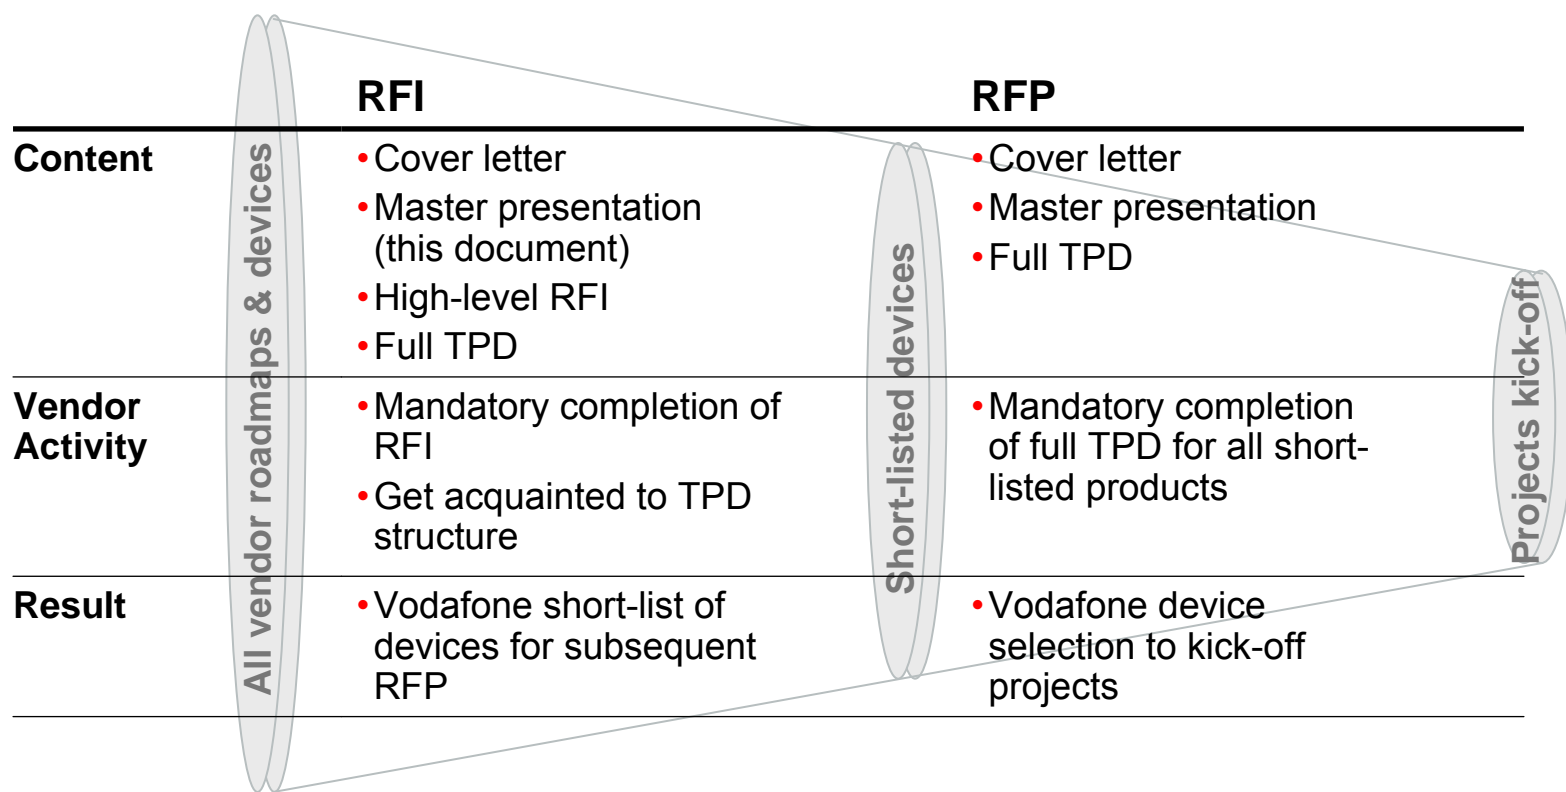 RFI
RFP
Content
•Cover letter
•Master presentation
(this document)
•High-level RFI
•Full TPD
•Cover letter
•Master presentation
•Full TPD
Vendor
Activity
•Mandatory completion of
RFI
•Get acquainted to TPD
structure
•Mandatory completion
of full TPD for all short-
listed products
Result
•Vodafone short-list of
devices for subsequent
RFP
•Vodafone device
selection to kick-off
projects
All vendor roadmaps & devices
Short-listed devices
Projects kick-off